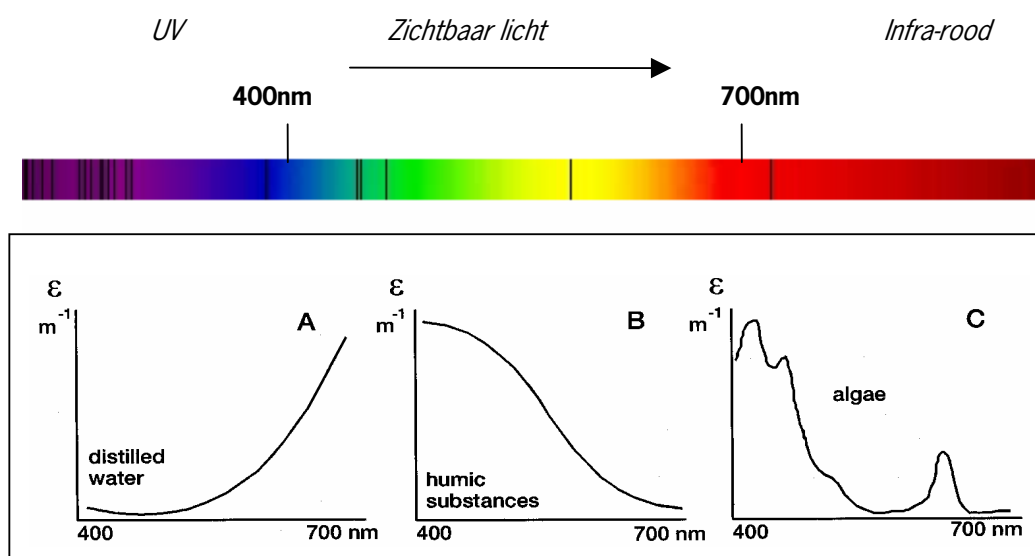 UV Zichtbaar licht Infra-rood
400nm 700nm
ε
m⁻¹
A
distilled
water
400 700 nm
ε
m⁻¹
B
humic
substances
400 700 nm
ε
m⁻¹
C
algae
400 700 nm